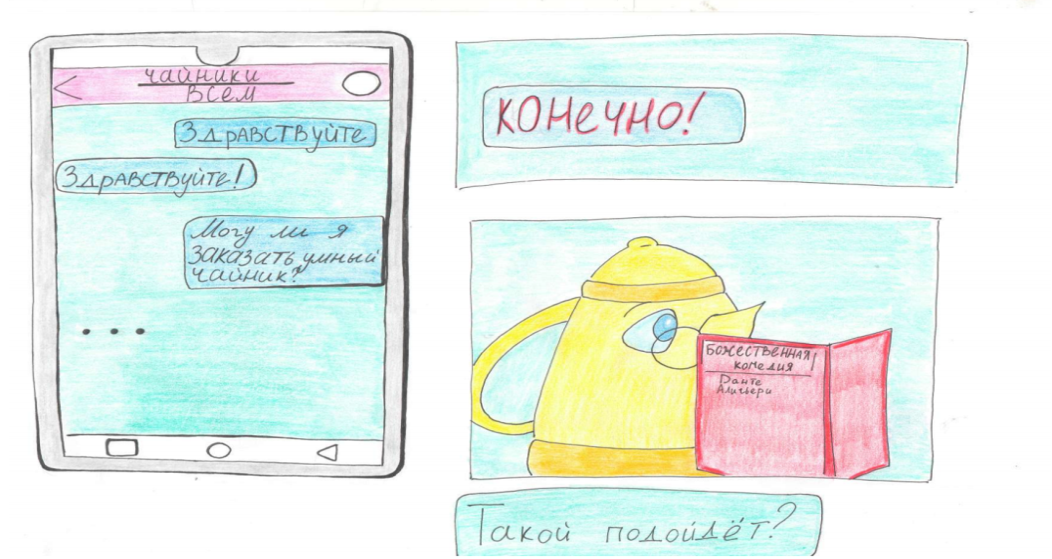 чайники
всем
Здравствуйте
Здравствуйте!
Могу ли я
заказать умный
чайник?
...
КОНЕЧНО!
БОЖЕСТВЕННАЯ
КОМЕДИЯ
Данте
Алигьери
Такой подойдёт?